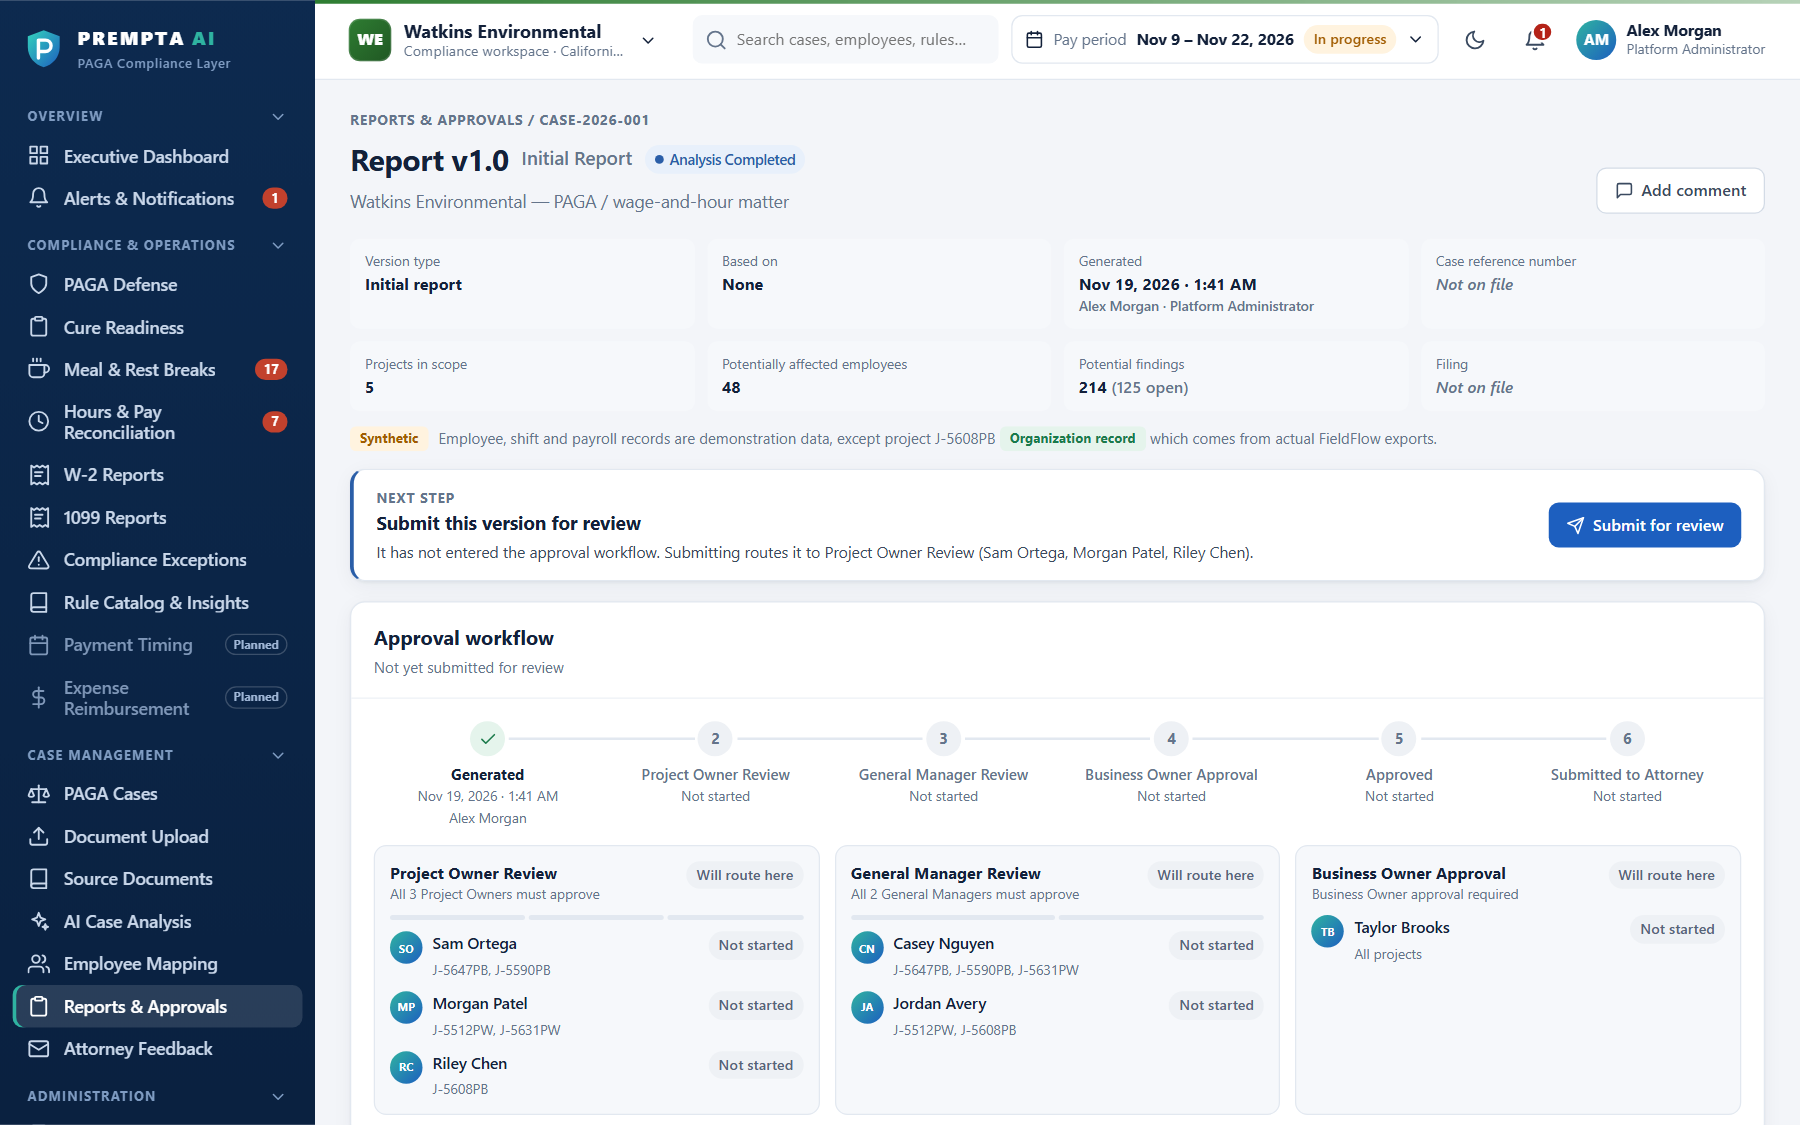 PREMPTA AI
PAGA Compliance Layer
OVERVIEW
Executive Dashboard
Alerts & Notifications 1
COMPLIANCE & OPERATIONS
PAGA Defense
Cure Readiness
Meal & Rest Breaks 17
Hours & Pay
Reconciliation 7
W-2 Reports
1099 Reports
Compliance Exceptions
Rule Catalog & Insights
Payment Timing Planned
Expense
Reimbursement Planned
CASE MANAGEMENT
PAGA Cases
Document Upload
Source Documents
AI Case Analysis
Employee Mapping
Reports & Approvals
Attorney Feedback
ADMINISTRATION
WE Watkins Environmental
Compliance workspace · Californi...
Search cases, employees, rules...
Pay period Nov 9 – Nov 22, 2026 In progress
1
AM Alex Morgan
Platform Administrator
REPORTS & APPROVALS / CASE-2026-001
Report v1.0 Initial Report Analysis Completed
Watkins Environmental — PAGA / wage-and-hour matter
Add comment
Version type
Initial report
Based on
None
Generated
Nov 19, 2026 · 1:41 AM
Alex Morgan · Platform Administrator
Case reference number
Not on file
Projects in scope
5
Potentially affected employees
48
Potential findings
214 (125 open)
Filing
Not on file
Synthetic Employee, shift and payroll records are demonstration data, except project J-5608PB Organization record which comes from actual FieldFlow exports.
NEXT STEP
Submit this version for review
It has not entered the approval workflow. Submitting routes it to Project Owner Review (Sam Ortega, Morgan Patel, Riley Chen).
Submit for review
Approval workflow
Not yet submitted for review
Generated
Nov 19, 2026 · 1:41 AM
Alex Morgan
2
Project Owner Review
Not started
3
General Manager Review
Not started
4
Business Owner Approval
Not started
5
Approved
Not started
6
Submitted to Attorney
Not started
Project Owner Review Will route here
All 3 Project Owners must approve
SO Sam Ortega Not started
J-5647PB, J-5590PB
MP Morgan Patel Not started
J-5512PW, J-5631PW
RC Riley Chen Not started
J-5608PB
General Manager Review Will route here
All 2 General Managers must approve
CN Casey Nguyen Not started
J-5647PB, J-5590PB, J-5631PW
JA Jordan Avery Not started
J-5512PW, J-5608PB
Business Owner Approval Will route here
Business Owner approval required
TB Taylor Brooks Not started
All projects